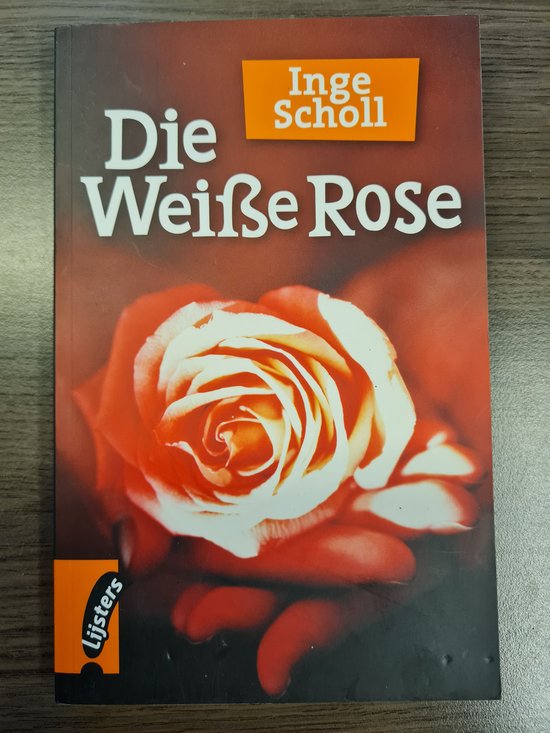 Inge
Scholl
Die
Weiße Rose
Lijsters